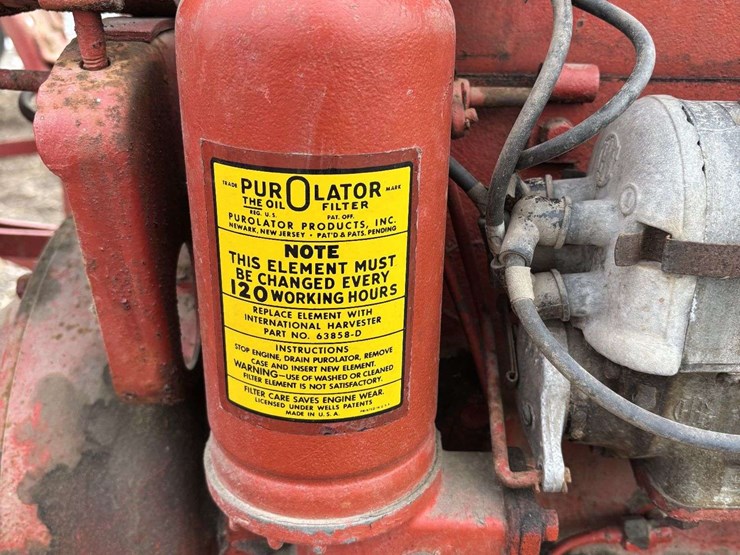 TRADE PUROLATOR MARK
THE OIL FILTER
REG. U.S. PAT. OFF.
PUROLATOR PRODUCTS, INC.
NEWARK, NEW JERSEY • PAT'D & PATS. PENDING
NOTE
THIS ELEMENT MUST
BE CHANGED EVERY
120 WORKING HOURS
REPLACE ELEMENT WITH
INTERNATIONAL HARVESTER
PART NO. 63858-D
INSTRUCTIONS
STOP ENGINE, DRAIN PUROLATOR, REMOVE
CASE AND INSERT NEW ELEMENT.
WARNING—USE OF WASHED OR CLEANED
FILTER ELEMENT IS NOT SATISFACTORY.
FILTER CARE SAVES ENGINE WEAR.
LICENSED UNDER WELLS PATENTS
MADE IN U.S.A.